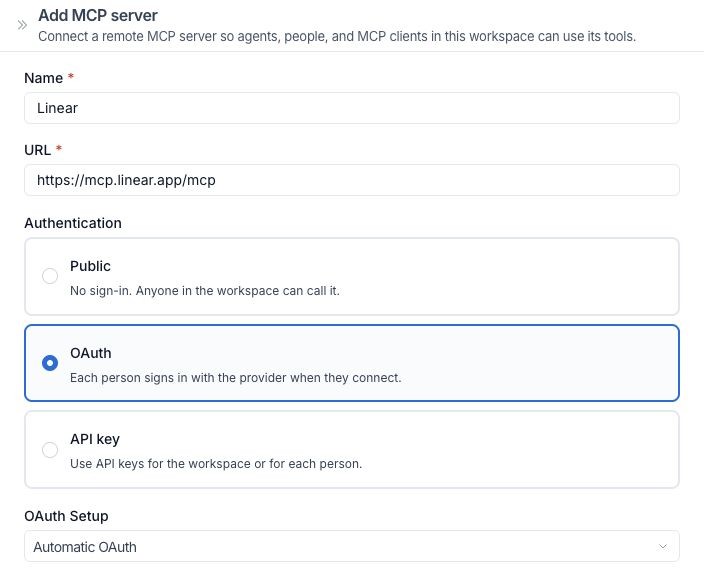 Add MCP server
Connect a remote MCP server so agents, people, and MCP clients in this workspace can use its tools.
Name *
Linear
URL *
https://mcp.linear.app/mcp
Authentication
Public
No sign-in. Anyone in the workspace can call it.
OAuth
Each person signs in with the provider when they connect.
API key
Use API keys for the workspace or for each person.
OAuth Setup
Automatic OAuth